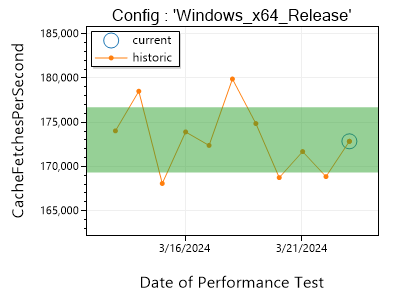 Config : 'Windows_x64_Release'
current
historic
185,000
180,000
175,000
170,000
165,000
CacheFetchesPerSecond
3/16/2024
3/21/2024
Date of Performance Test